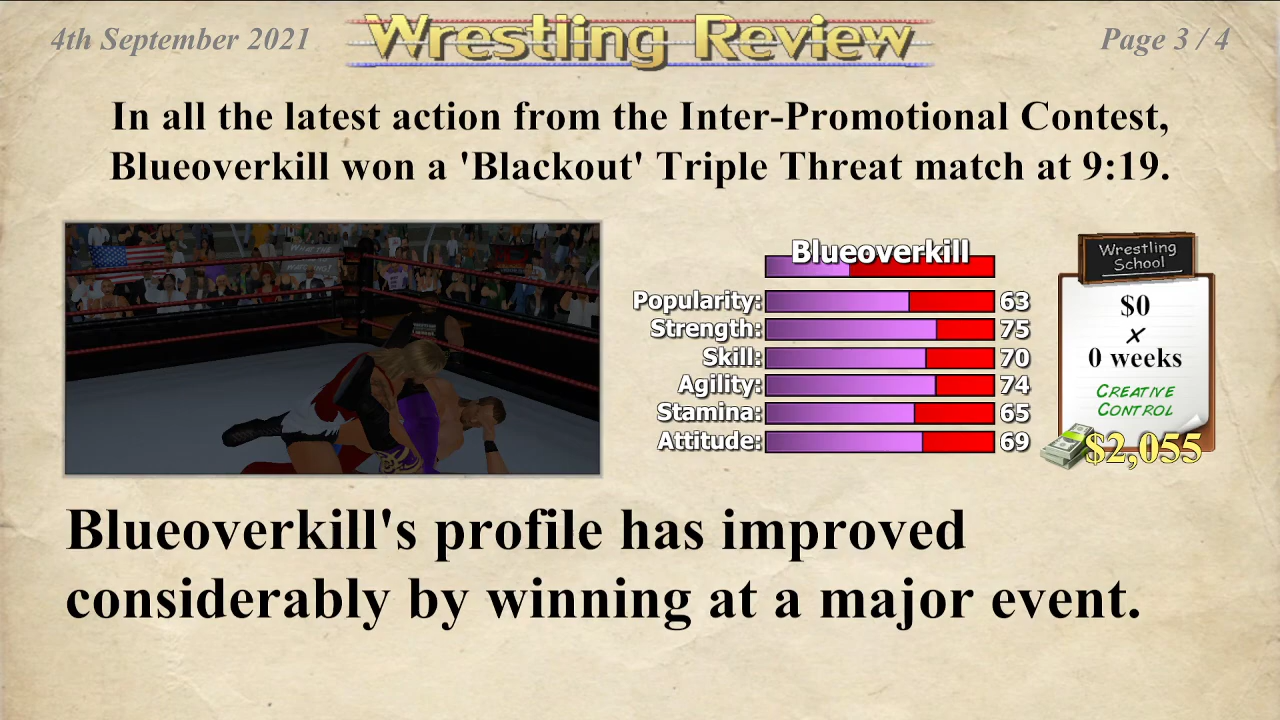 4th September 2021
Wrestling Review
Page 3 / 4
In all the latest action from the Inter-Promotional Contest,
Blueoverkill won a 'Blackout' Triple Threat match at 9:19.
WHAT THE
Blueoverkill
Popularity: 63
Strength: 75
Skill: 70
Agility: 74
Stamina: 65
Attitude: 69
Wrestling
School
$0
x
0 weeks
CREATIVE
CONTROL
$2,055
Blueoverkill's profile has improved
considerably by winning at a major event.